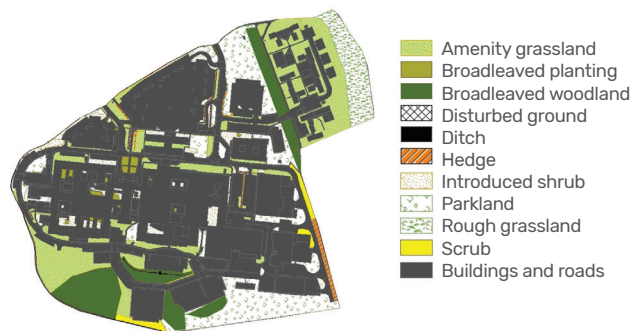 Amenity grassland
Broadleaved planting
Broadleaved woodland
Disturbed ground
Ditch
Hedge
Introduced shrub
Parkland
Rough grassland
Scrub
Buildings and roads